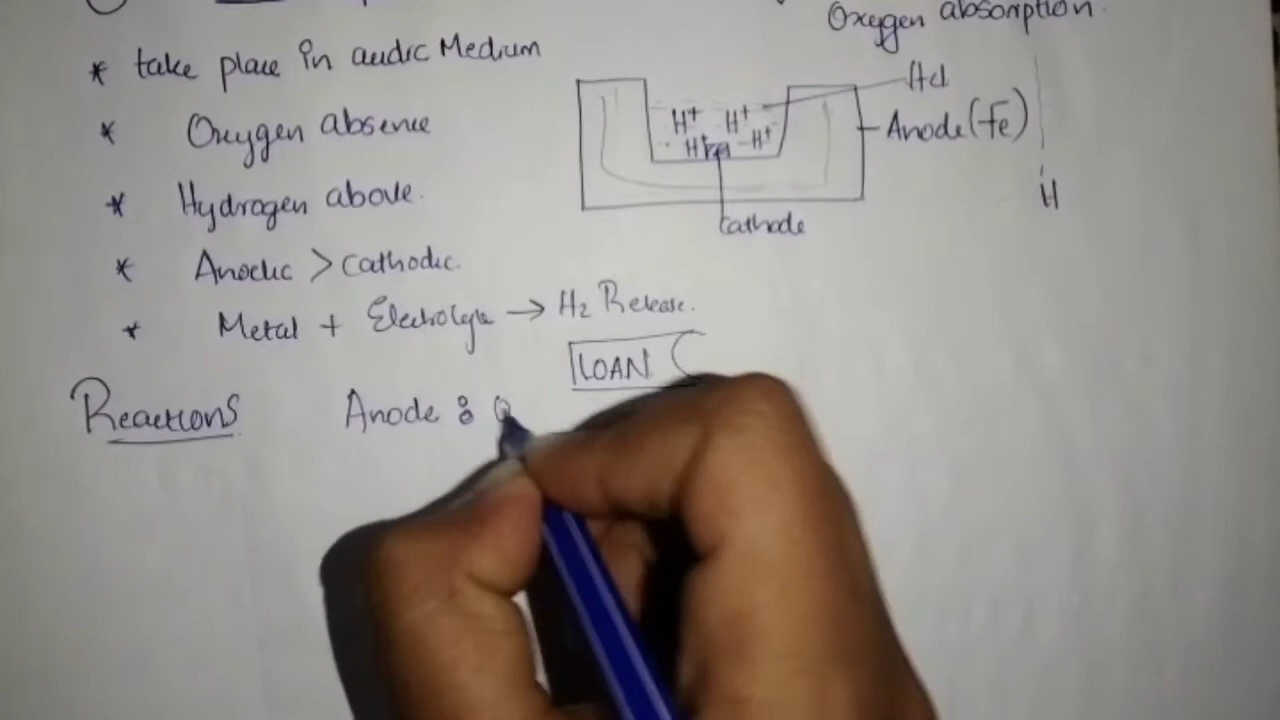 Oxygen absorption.
* take place in acidic Medium
* Oxygen absence
* Hydrogen above.
* Anodic > Cathodic.
* Metal + Electrolyte → H2 Release.
Hcl
H+ H+
H+ H+
Anode (Fe)
Cathode
H
LOAN
Reactions Anode :